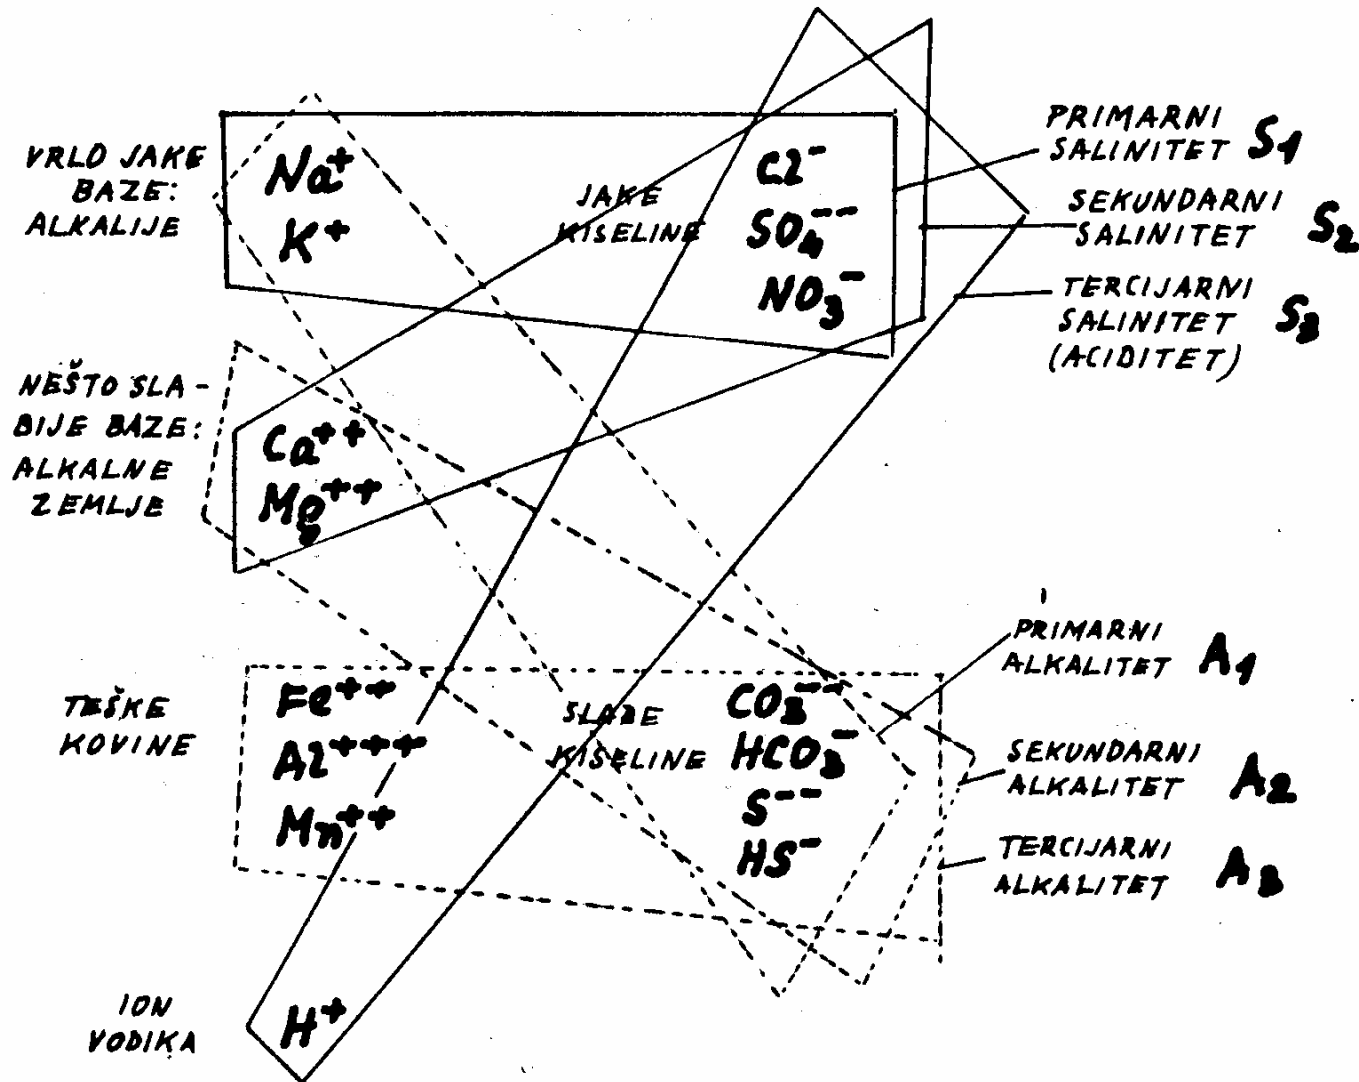 VRLO JAKE
BAZE:
ALKALIJE
Na+
K+
JAKE
KISELINE
Cl-
SO4--
NO3-
PRIMARNI
SALINITET S1
SEKUNDARNI
SALINITET S2
TERCIJARNI
SALINITET S3
(ACIDITET)
NEŠTO SLA-
BIJE BAZE:
ALKALNE
ZEMLJE
Ca++
Mg++
TEŠKE
KOVINE
Fe++
Al+++
Mn++
SLABE
KISELINE
CO3--
HCO3-
S--
HS-
PRIMARNI
ALKALITET A1
SEKUNDARNI
ALKALITET A2
TERCIJARNI
ALKALITET A3
ION
VODIKA
H+